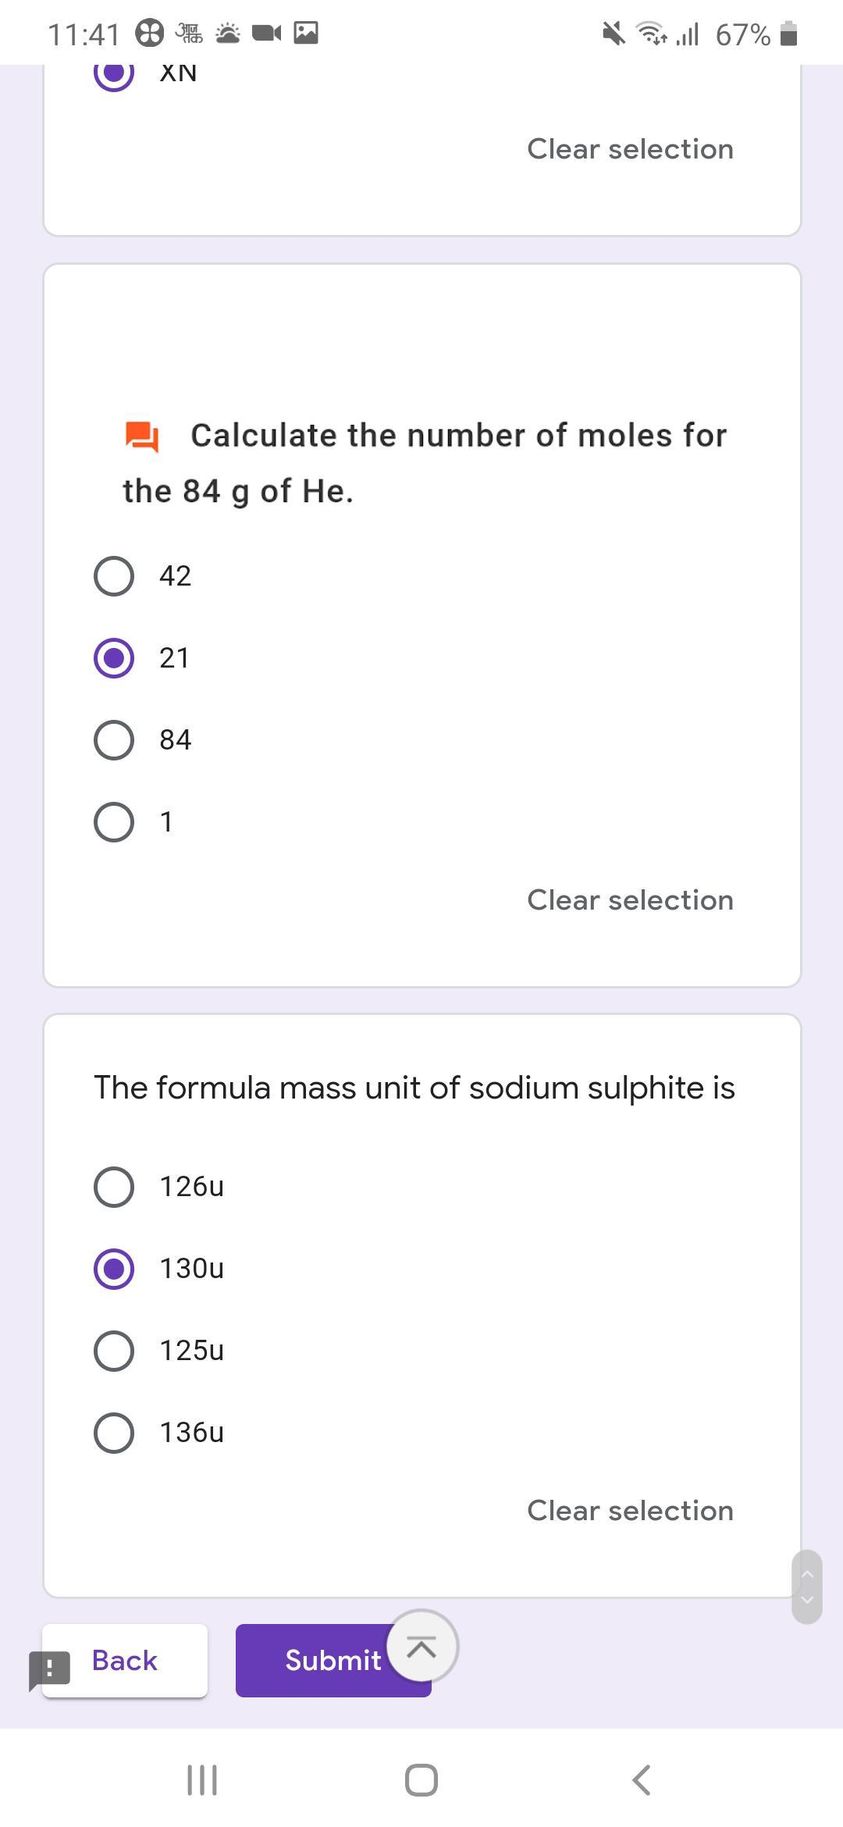 11:41 67%
XN
Clear selection
Calculate the number of moles for
the 84 g of He.
42
21
84
1
Clear selection
The formula mass unit of sodium sulphite is
126u
130u
125u
136u
Clear selection
Back Submit